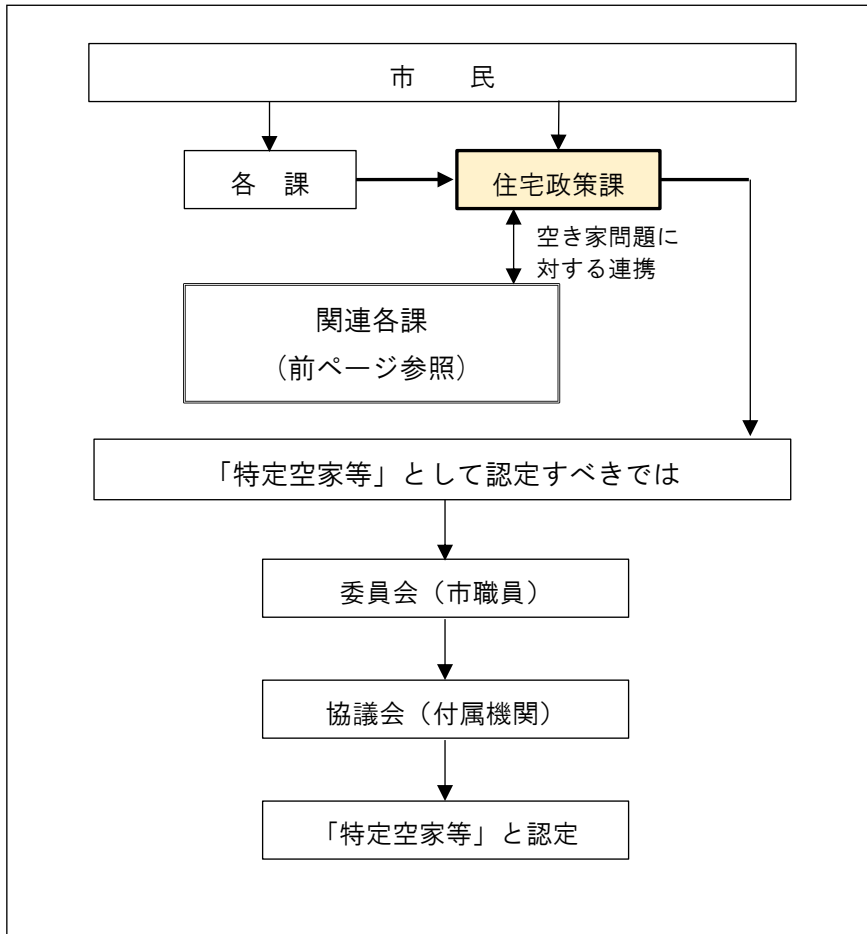 市　　民
各　課
住宅政策課
空き家問題に
対する連携
関連各課
（前ページ参照）
「特定空家等」として認定すべきでは
委員会（市職員）
協議会（付属機関）
「特定空家等」と認定